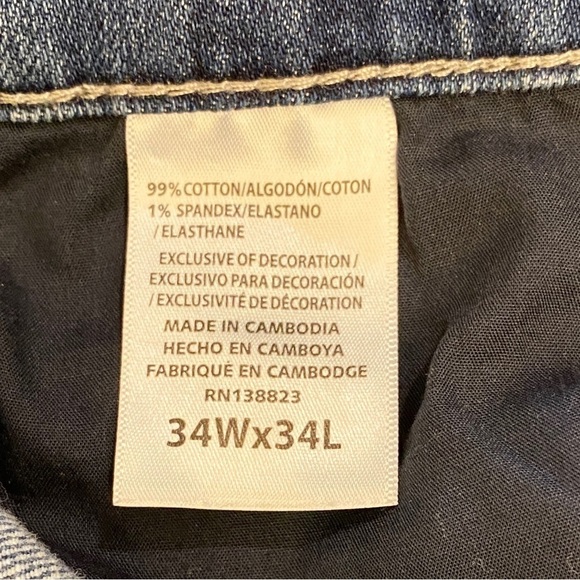 99% COTTON/ALGODÓN/COTON
1% SPANDEX/ELASTANO
/ELASTHANE
EXCLUSIVE OF DECORATION/
EXCLUSIVO PARA DECORACIÓN
/EXCLUSIVITÉ DE DÉCORATION
MADE IN CAMBODIA
HECHO EN CAMBOYA
FABRIQUÉ EN CAMBODGE
RN138823
34Wx34L